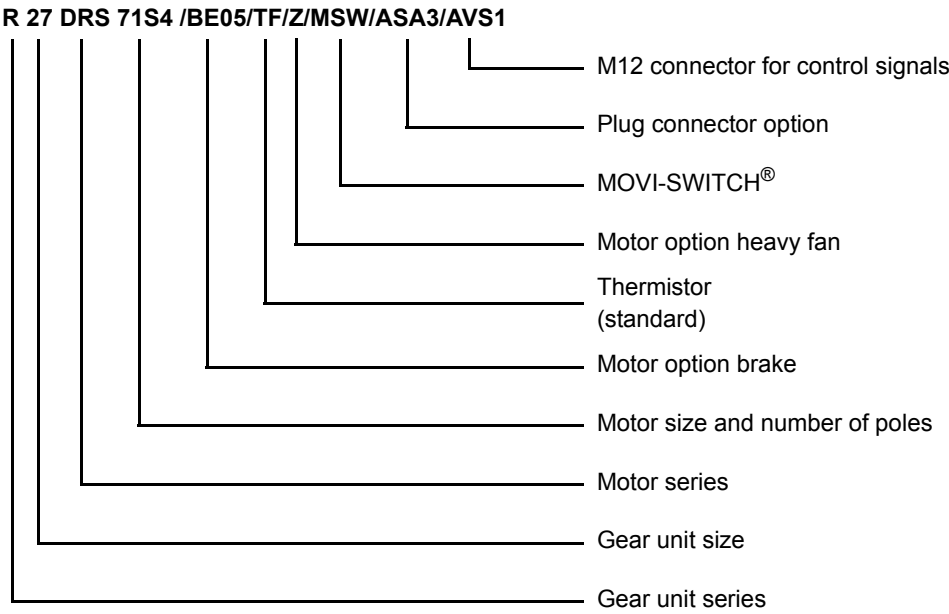 R 27 DRS 71S4 /BE05/TF/Z/MSW/ASA3/AVS1
M12 connector for control signals
Plug connector option
MOVI-SWITCH®
Motor option heavy fan
Thermistor
(standard)
Motor option brake
Motor size and number of poles
Motor series
Gear unit size
Gear unit series